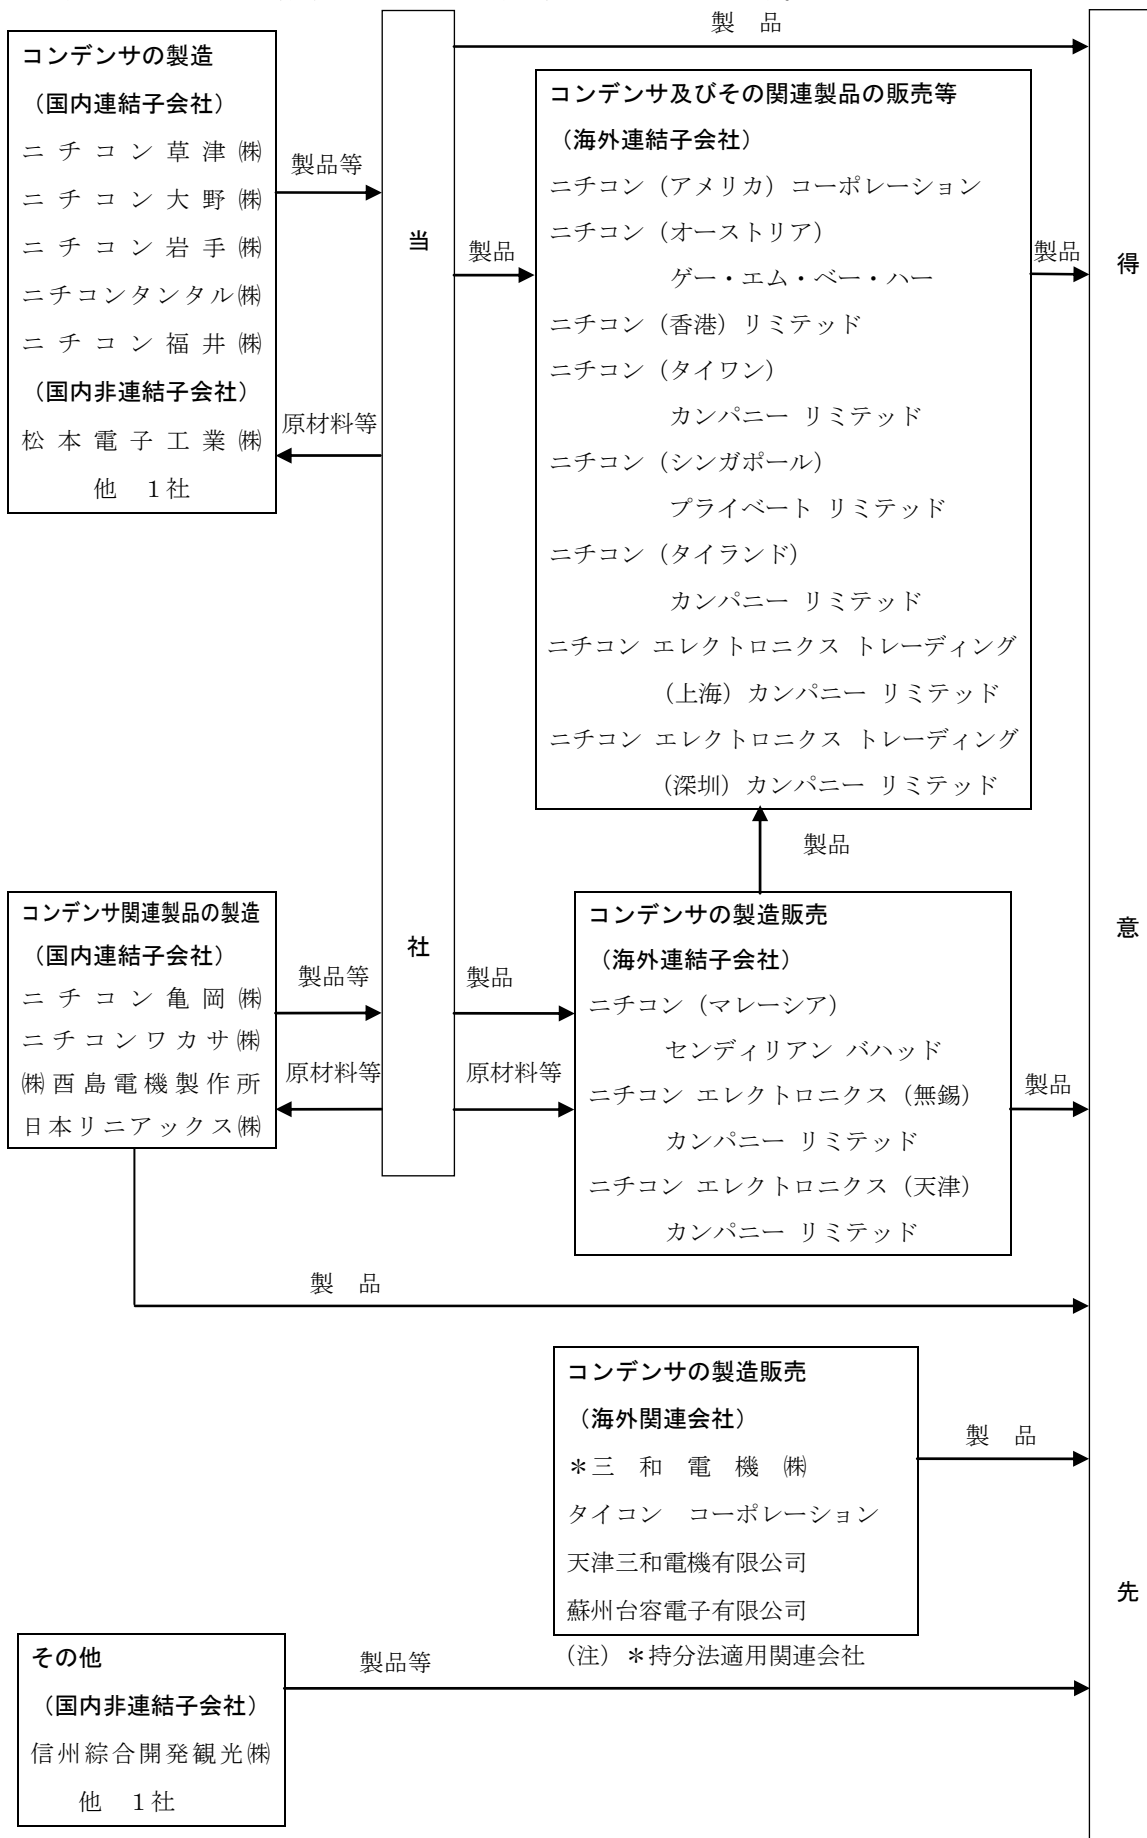 製　品
コンデンサの製造
（国内連結子会社）
ニチコン草津㈱
ニチコン大野㈱
ニチコン岩手㈱
ニチコンタンタル㈱
ニチコン福井㈱
（国内非連結子会社）
松本電子工業㈱
他　１社
製品等
原材料等
当
社
製品
コンデンサ及びその関連製品の販売等
（海外連結子会社）
ニチコン（アメリカ）コーポレーション
ニチコン（オーストリア）
ゲー・エム・ベー・ハー
ニチコン（香港）リミテッド
ニチコン（タイワン）
カンパニー リミテッド
ニチコン（シンガポール）
プライベート リミテッド
ニチコン（タイランド）
カンパニー リミテッド
ニチコン エレクトロニクス トレーディング
（上海）カンパニー リミテッド
ニチコン エレクトロニクス トレーディング
（深圳）カンパニー リミテッド
製品
得
意
先
製品
コンデンサ関連製品の製造
（国内連結子会社）
ニチコン亀岡㈱
ニチコンワカサ㈱
㈱酉島電機製作所
日本リニアックス㈱
製品等
原材料等
製品
原材料等
コンデンサの製造販売
（海外連結子会社）
ニチコン（マレーシア）
センディリアン バハッド
ニチコン エレクトロニクス（無錫）
カンパニー リミテッド
ニチコン エレクトロニクス（天津）
カンパニー リミテッド
製品
製　品
コンデンサの製造販売
（海外関連会社）
＊三和電機㈱
タイコン　コーポレーション
天津三和電機有限公司
蘇州台容電子有限公司
（注）＊持分法適用関連会社
製　品
その他
（国内非連結子会社）
信州綜合開発観光㈱
他　１社
製品等